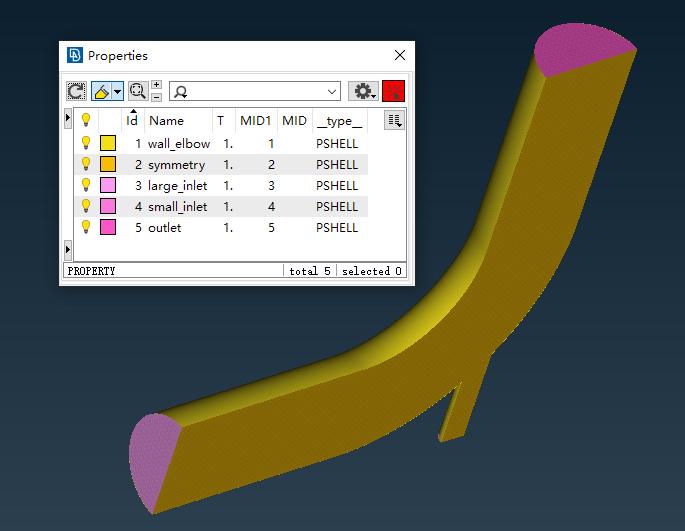 Properties
Id Name T MID1 MID __type__
1 wall_elbow 1. 1 PSHELL
2 symmetry 1. 2 PSHELL
3 large_inlet 1. 3 PSHELL
4 small_inlet 1. 4 PSHELL
5 outlet 1. 5 PSHELL
PROPERTY total 5 selected 0